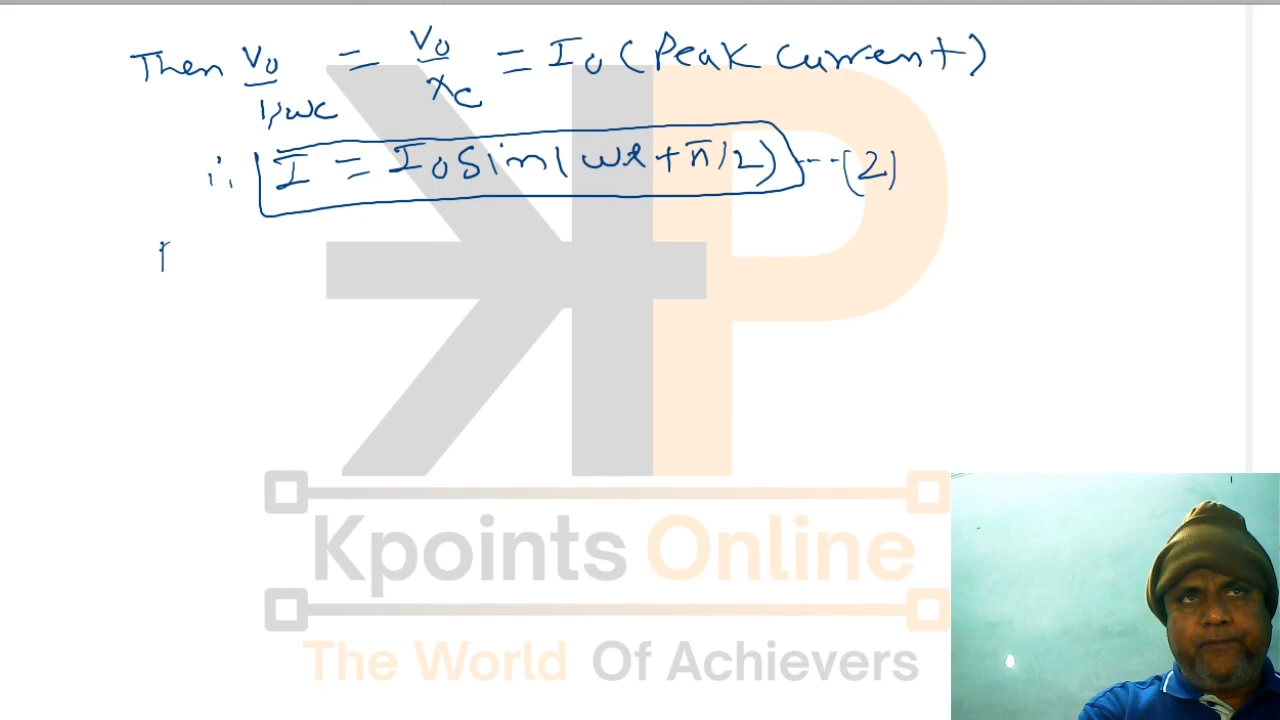 Then V0/1/ωC = V0/XC = I0 (Peak current)
∴ I = I0 Sin(ωt + π/2) ---(2)
Kpoints Online
The World Of Achievers